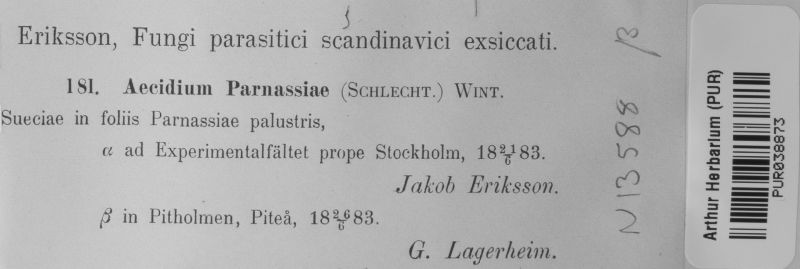 Eriksson, Fungi parasitici scandinavici exsiccati.
181. Aecidium Parnassiae (SCHLECHT.) WINT.
Sueciae in foliis Parnassiae palustris,
α ad Experimentalfältet prope Stockholm, 18 21/6 83.
Jakob Eriksson.
β in Pitholmen, Piteå, 18 26/6 83.
G. Lagerheim.
N13588 β
Arthur Herbarium (PUR)
PUR038873